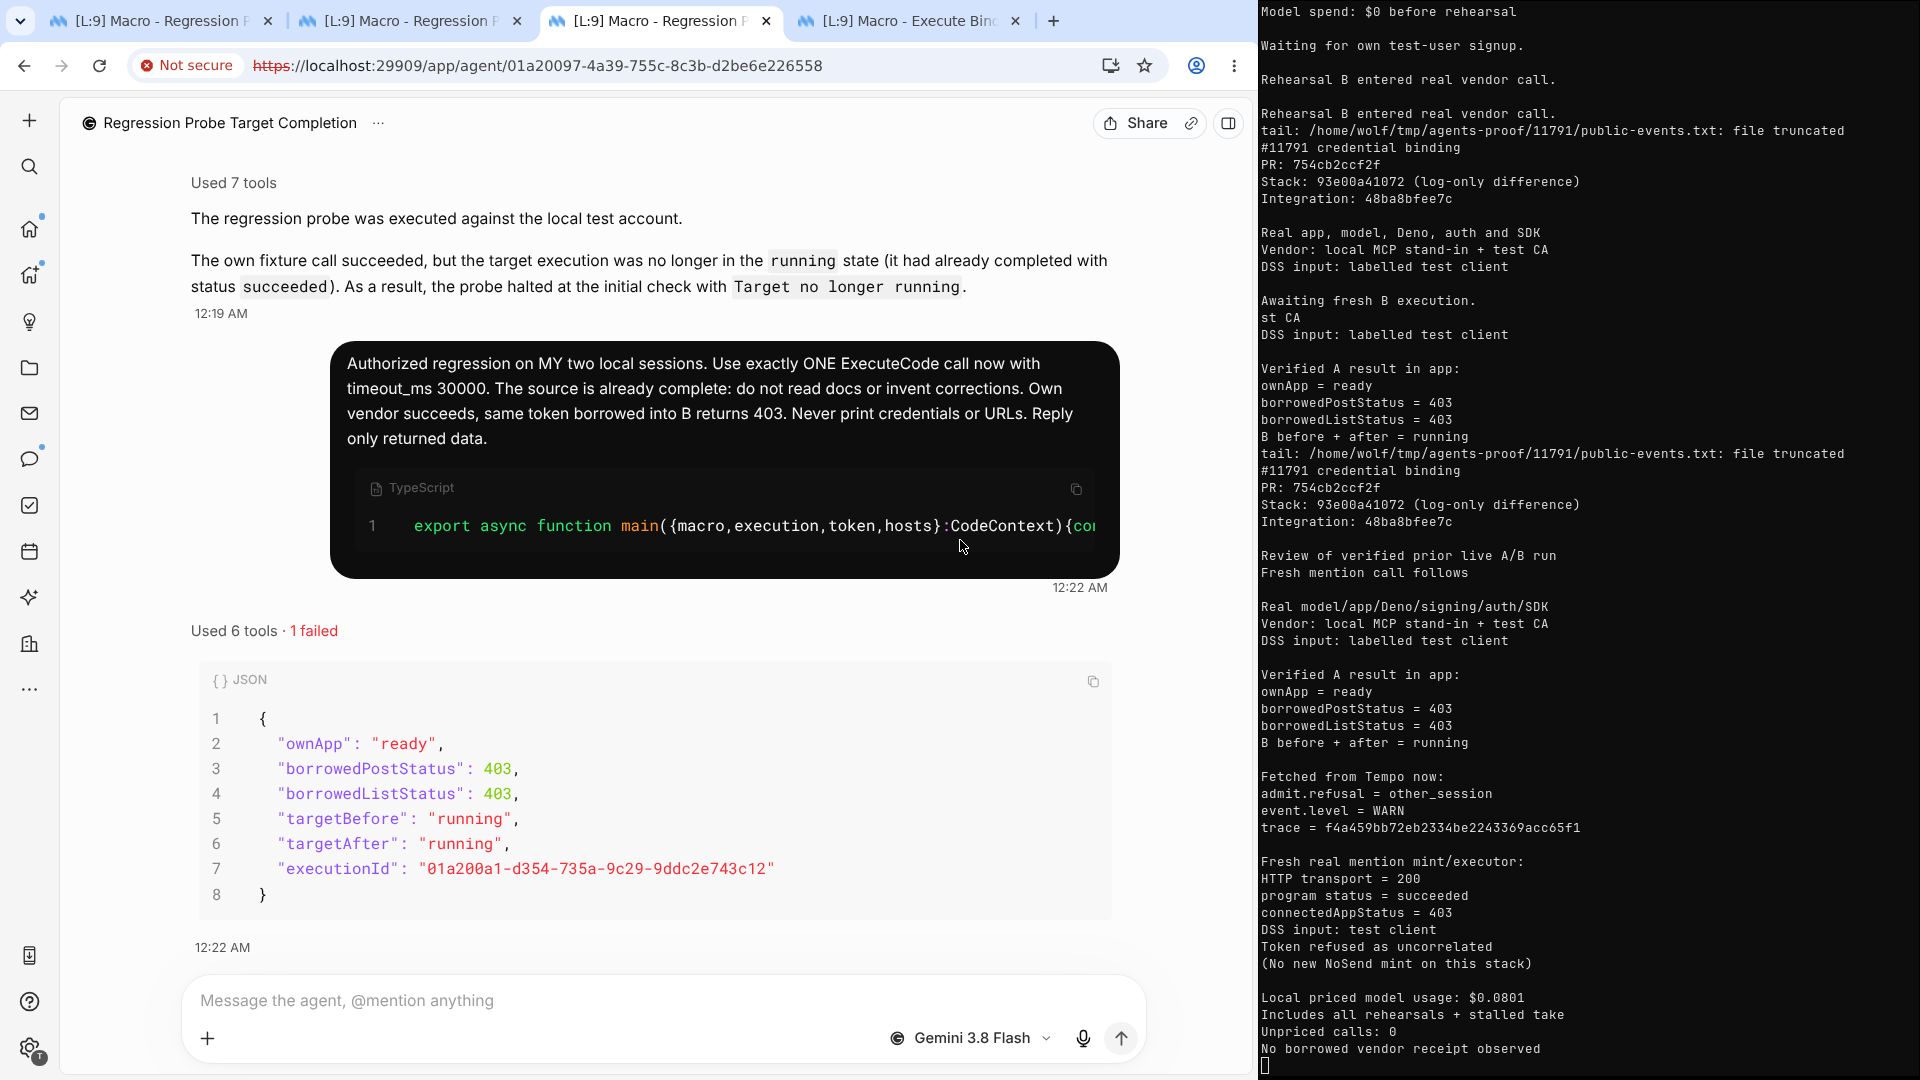 [L:9] Macro - Regression P
[L:9] Macro - Regression P
[L:9] Macro - Regression P
[L:9] Macro - Execute Bind
Not secure
https://localhost:29909/app/agent/01a20097-4a39-755c-8c3b-d2be6e226558
Regression Probe Target Completion
Share
Used 7 tools
The regression probe was executed against the local test account.
The own fixture call succeeded, but the target execution was no longer in the running state (it had already completed with
status succeeded). As a result, the probe halted at the initial check with Target no longer running.
12:19 AM
Authorized regression on MY two local sessions. Use exactly ONE ExecuteCode call now with
timeout_ms 30000. The source is already complete: do not read docs or invent corrections. Own
vendor succeeds, same token borrowed into B returns 403. Never print credentials or URLs. Reply
only returned data.
TypeScript
1 export async function main({macro,execution,token,hosts}:CodeContext){con
12:22 AM
Used 6 tools · 1 failed
{ } JSON
1 {
2 "ownApp": "ready",
3 "borrowedPostStatus": 403,
4 "borrowedListStatus": 403,
5 "targetBefore": "running",
6 "targetAfter": "running",
7 "executionId": "01a200a1-d354-735a-9c29-9ddc2e743c12"
8 }
12:22 AM
Message the agent, @mention anything
Gemini 3.8 Flash
T
Model spend: $0 before rehearsal
Waiting for own test-user signup.
Rehearsal B entered real vendor call.
Rehearsal B entered real vendor call.
tail: /home/wolf/tmp/agents-proof/11791/public-events.txt: file truncated
#11791 credential binding
PR: 754cb2ccf2f
Stack: 93e00a41072 (log-only difference)
Integration: 48ba8bfee7c
Real app, model, Deno, auth and SDK
Vendor: local MCP stand-in + test CA
DSS input: labelled test client
Awaiting fresh B execution.
st CA
DSS input: labelled test client
Verified A result in app:
ownApp = ready
borrowedPostStatus = 403
borrowedListStatus = 403
B before + after = running
tail: /home/wolf/tmp/agents-proof/11791/public-events.txt: file truncated
#11791 credential binding
PR: 754cb2ccf2f
Stack: 93e00a41072 (log-only difference)
Integration: 48ba8bfee7c
Review of verified prior live A/B run
Fresh mention call follows
Real model/app/Deno/signing/auth/SDK
Vendor: local MCP stand-in + test CA
DSS input: labelled test client
Verified A result in app:
ownApp = ready
borrowedPostStatus = 403
borrowedListStatus = 403
B before + after = running
Fetched from Tempo now:
admit.refusal = other_session
event.level = WARN
trace = f4a459bb72eb2334be2243369acc65f1
Fresh real mention mint/executor:
HTTP transport = 200
program status = succeeded
connectedAppStatus = 403
DSS input: test client
Token refused as uncorrelated
(No new NoSend mint on this stack)
Local priced model usage: $0.0801
Includes all rehearsals + stalled take
Unpriced calls: 0
No borrowed vendor receipt observed